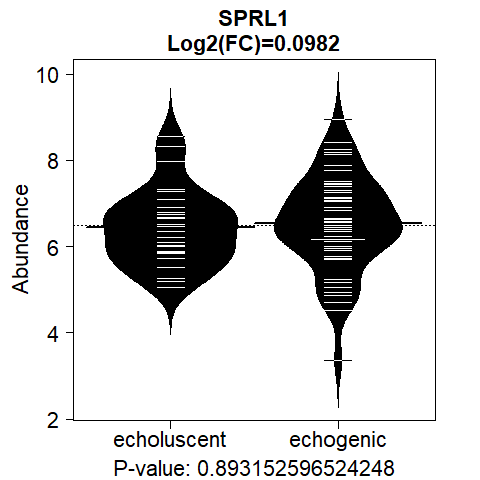 SPRL1
Log2(FC)=0.0982
10
8
6
4
2
Abundance
echoluscent echogenic
P-value: 0.893152596524248